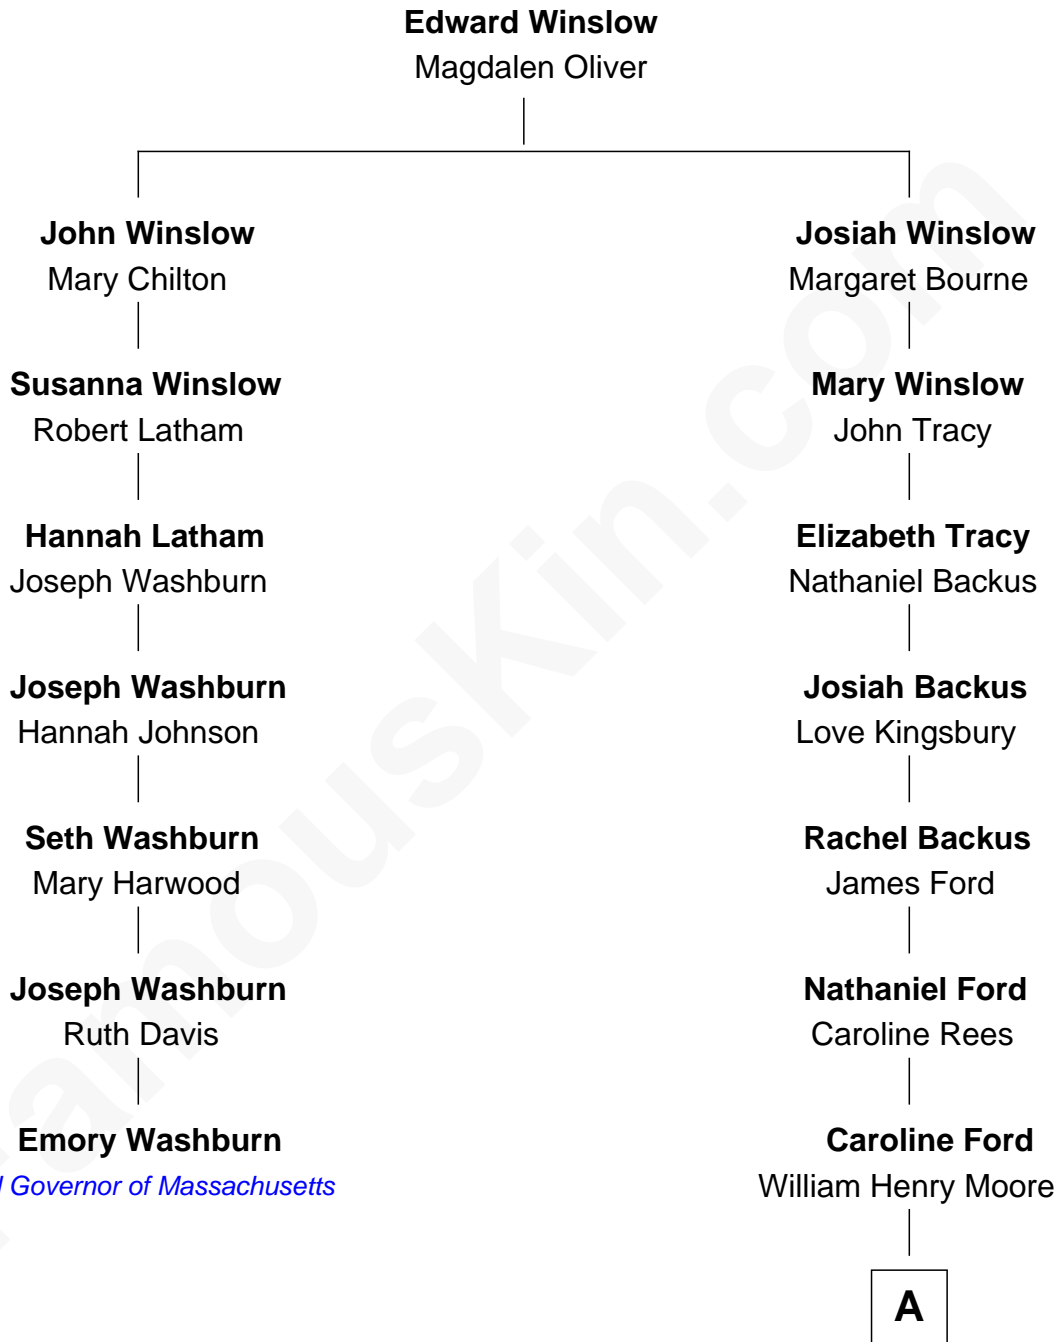 Edward Winslow
Magdalen Oliver
John Winslow
Mary Chilton
Josiah Winslow
Margaret Bourne
Susanna Winslow
Robert Latham
Mary Winslow
John Tracy
Hannah Latham
Joseph Washburn
Elizabeth Tracy
Nathaniel Backus
Joseph Washburn
Hannah Johnson
Josiah Backus
Love Kingsbury
Seth Washburn
Mary Harwood
Rachel Backus
James Ford
Joseph Washburn
Ruth Davis
Nathaniel Ford
Caroline Rees
Emory Washburn
Governor of Massachusetts
Caroline Ford
William Henry Moore
A
FamousKin.com